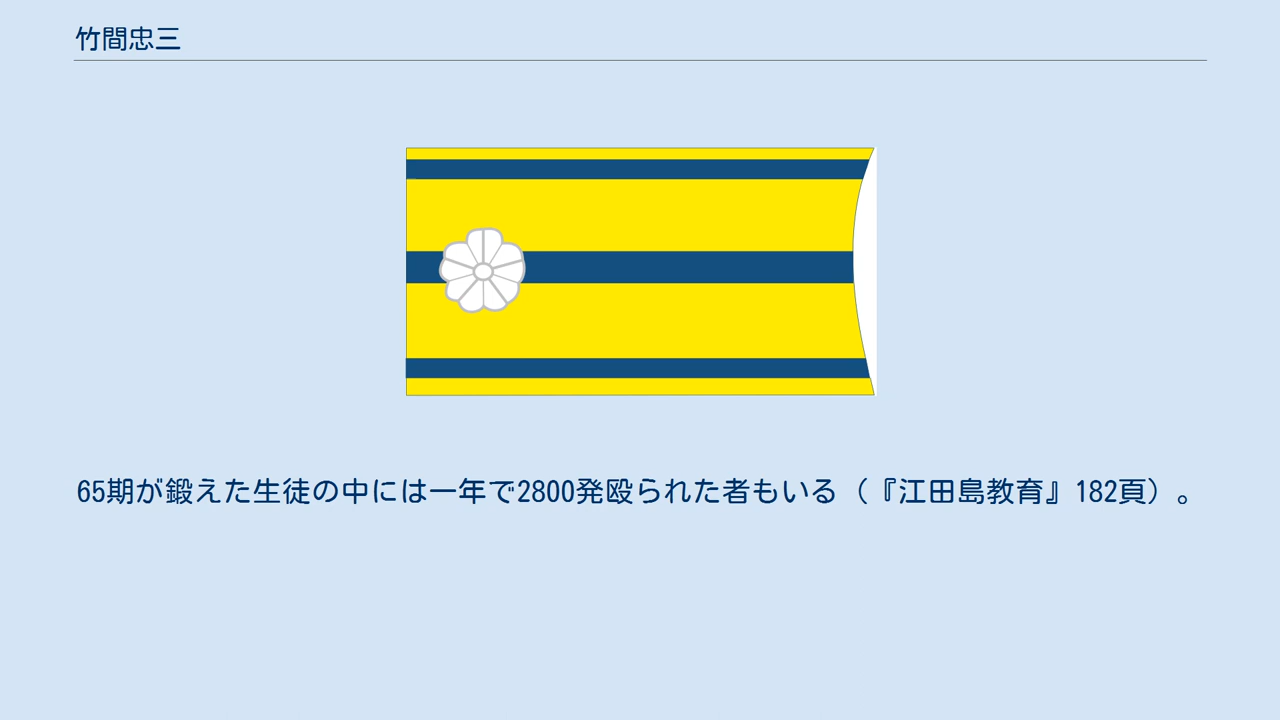 竹間忠三
65期が鍛えた生徒の中には一年で2800発殴られた者もいる（『江田島教育』182頁）。